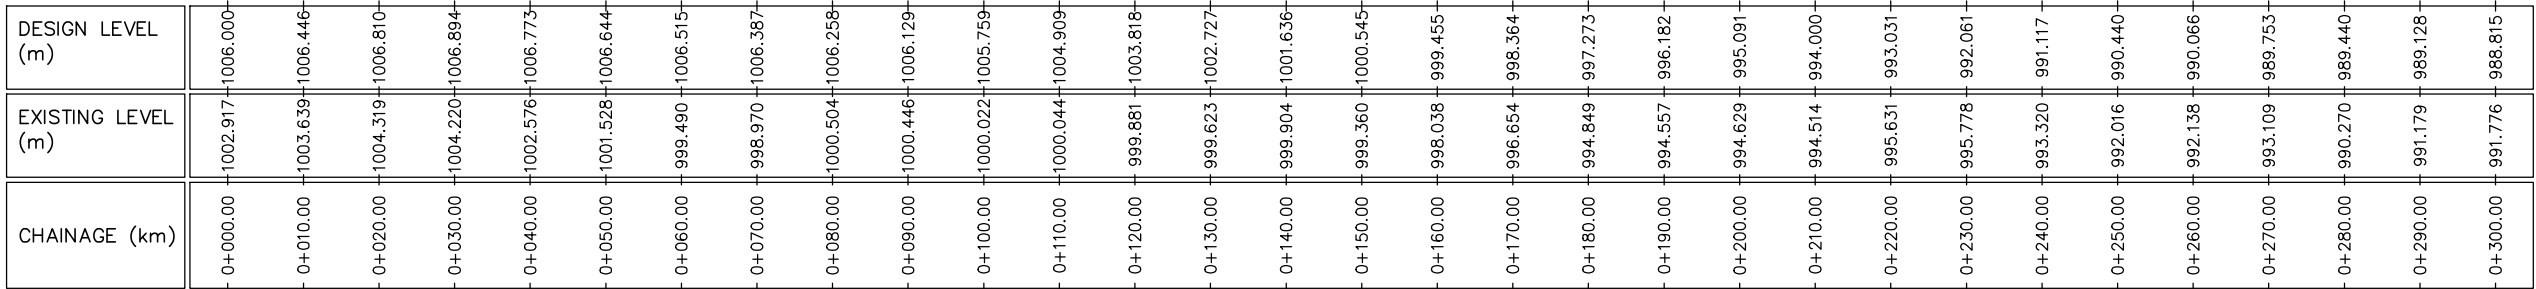 DESIGN LEVEL
(m)
1006.000 1006.446 1006.810 1006.894 1006.773 1006.644 1006.515 1006.387 1006.258 1006.129 1005.759 1004.909 1003.818 1002.727 1001.636 1000.545 999.455 998.364 997.273 996.182 995.091 994.000 993.031 992.061 991.117 990.440 990.066 989.753 989.440 989.128 988.815
EXISTING LEVEL
(m)
1002.917 1003.639 1004.319 1004.220 1002.576 1001.528 999.490 998.970 1000.504 1000.446 1000.022 1000.044 999.881 999.623 999.904 999.360 998.038 996.654 994.849 994.557 994.629 994.514 995.631 995.778 993.320 992.016 992.138 993.109 990.270 991.179 991.776
CHAINAGE (km)
0+000.00 0+010.00 0+020.00 0+030.00 0+040.00 0+050.00 0+060.00 0+070.00 0+080.00 0+090.00 0+100.00 0+110.00 0+120.00 0+130.00 0+140.00 0+150.00 0+160.00 0+170.00 0+180.00 0+190.00 0+200.00 0+210.00 0+220.00 0+230.00 0+240.00 0+250.00 0+260.00 0+270.00 0+280.00 0+290.00 0+300.00